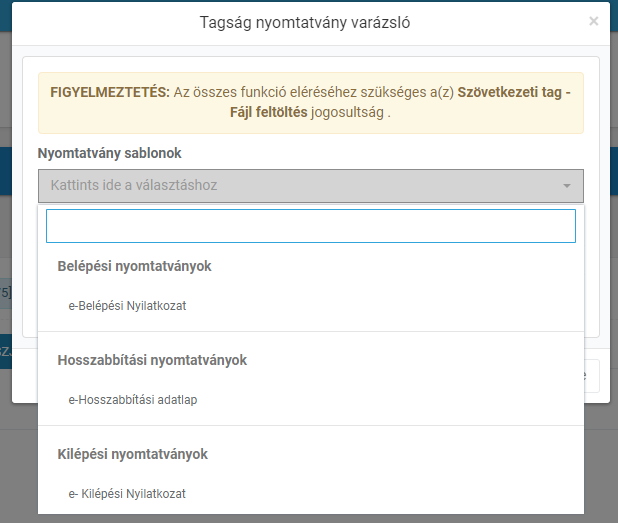 Tagság nyomtatvány varázsló
×
FIGYELMEZTETÉS: Az összes funkció eléréséhez szükséges a(z) Szövetkezeti tag -
Fájl feltöltés jogosultság .
Nyomtatvány sablonok
Kattints ide a választáshoz
Belépési nyomtatványok
e-Belépési Nyilatkozat
5]
Hosszabbítási nyomtatványok
e-Hosszabbítási adatlap
Kilépési nyomtatványok
e- Kilépési Nyilatkozat